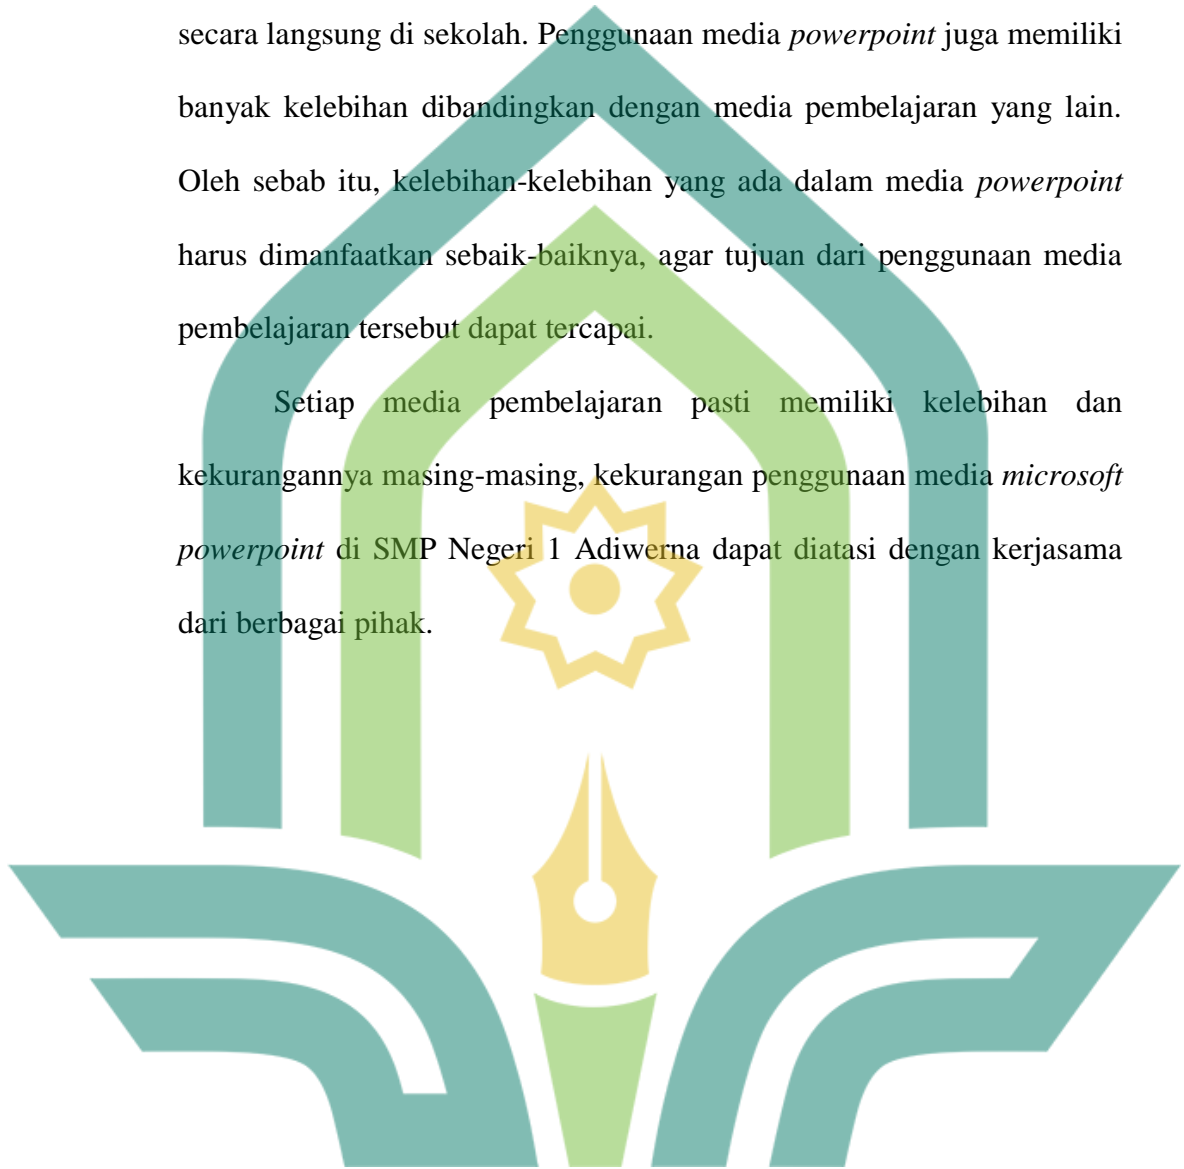 secara langsung di sekolah. Penggunaan media powerpoint juga memiliki
banyak kelebihan dibandingkan dengan media pembelajaran yang lain.
Oleh sebab itu, kelebihan-kelebihan yang ada dalam media powerpoint
harus dimanfaatkan sebaik-baiknya, agar tujuan dari penggunaan media
pembelajaran tersebut dapat tercapai.
Setiap media pembelajaran pasti memiliki kelebihan dan
kekurangannya masing-masing, kekurangan penggunaan media microsoft
powerpoint di SMP Negeri 1 Adiwerna dapat diatasi dengan kerjasama
dari berbagai pihak.